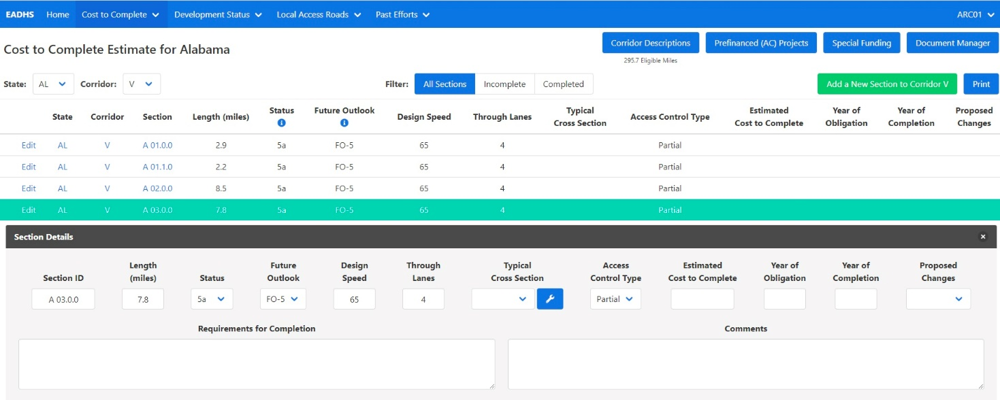 EADHS Home Cost to Complete Development Status Local Access Roads Past Efforts ARC01
Cost to Complete Estimate for Alabama
Corridor Descriptions Prefinanced (AC) Projects Special Funding Document Manager
295.7 Eligible Miles
State: AL Corridor: V Filter: All Sections Incomplete Completed Add a New Section to Corridor V Print
State Corridor Section Length (miles) Status Future Outlook Design Speed Through Lanes Typical Cross Section Access Control Type Estimated Cost to Complete Year of Obligation Year of Completion Proposed Changes
Edit AL V A 01.0.0 2.9 5a FO-5 65 4 Partial
Edit AL V A 01.1.0 2.2 5a FO-5 65 4 Partial
Edit AL V A 02.0.0 8.5 5a FO-5 65 4 Partial
Edit AL V A 03.0.0 7.8 5a FO-5 65 4 Partial
Section Details
Section ID Length (miles) Status Future Outlook Design Speed Through Lanes Typical Cross Section Access Control Type Estimated Cost to Complete Year of Obligation Year of Completion Proposed Changes
A 03.0.0 7.8 5a FO-5 65 4 Partial
Requirements for Completion Comments